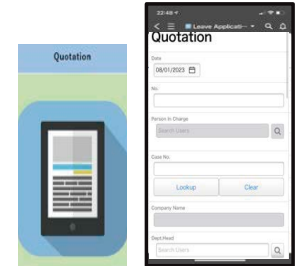 Quotation
22:48
Leave Applicati...
Quotation
Date
08/01/2023
No.
Person In Charge
Search Users
Case No.
Lookup Clear
Company Name
Dept Head
Search Users